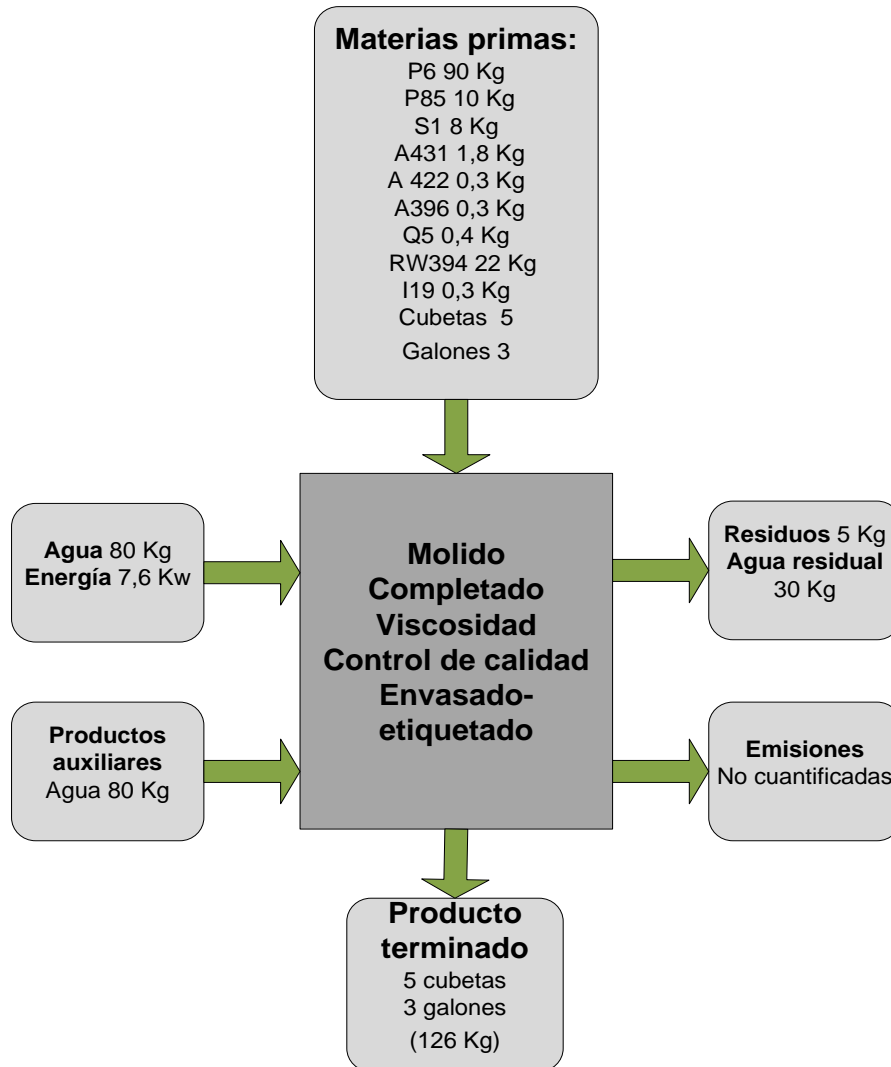 Materias primas:
P6 90 Kg
P85 10 Kg
S1 8 Kg
A431 1,8 Kg
A 422 0,3 Kg
A396 0,3 Kg
Q5 0,4 Kg
RW394 22 Kg
I19 0,3 Kg
Cubetas 5
Galones 3
Agua 80 Kg
Energía 7,6 Kw
Productos
auxiliares
Agua 80 Kg
Molido
Completado
Viscosidad
Control de calidad
Envasado-
etiquetado
Residuos 5 Kg
Agua residual
30 Kg
Emisiones
No cuantificadas
Producto
terminado
5 cubetas
3 galones
(126 Kg)